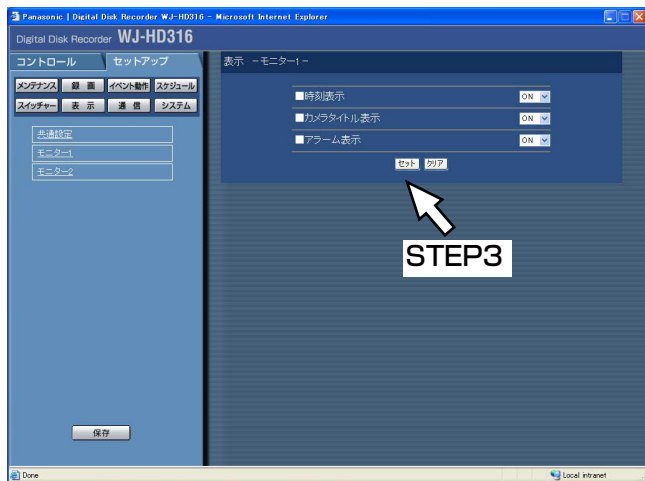 Panasonic | Digital Disk Recorder WJ-HD316 - Microsoft Internet Explorer
Digital Disk Recorder WJ-HD316
コントロール セットアップ
メンテナンス 録 画 イベント動作 スケジュール
スイッチャー 表 示 通 信 システム
共通設定
モニター1
モニター2
保存
表示 －モニター1－
■時刻表示 ON
■カメラタイトル表示 ON
■アラーム表示 ON
セット クリア
STEP3
Done Local intranet